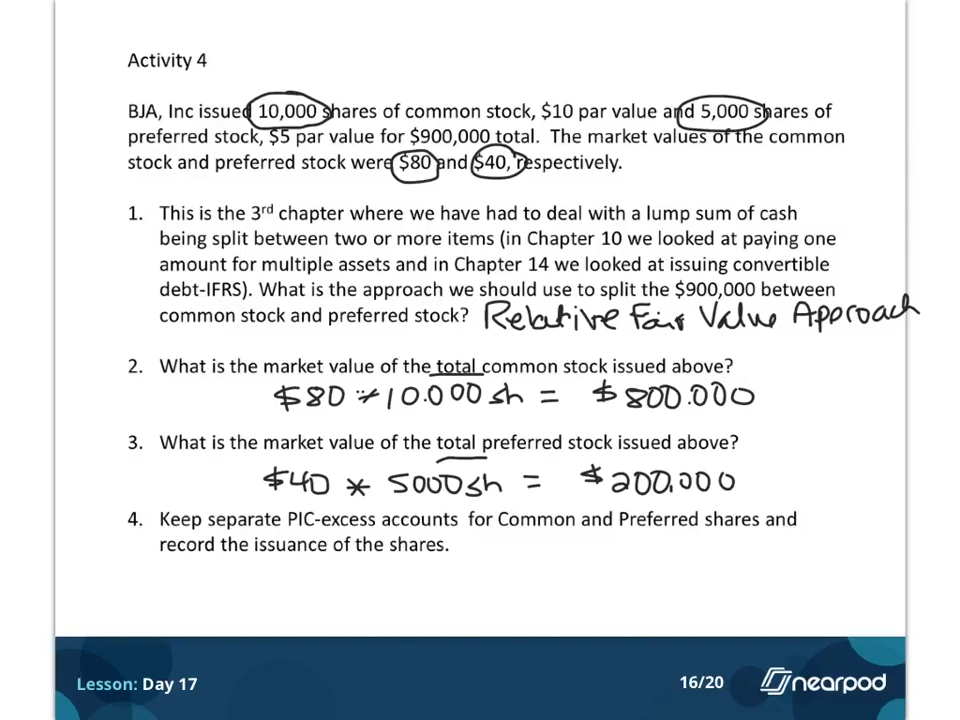 Activity 4
BJA, Inc issued 10,000 shares of common stock, $10 par value and 5,000 shares of
preferred stock, $5 par value for $900,000 total. The market values of the common
stock and preferred stock were $80 and $40, respectively.
1. This is the 3rd chapter where we have had to deal with a lump sum of cash
being split between two or more items (in Chapter 10 we looked at paying one
amount for multiple assets and in Chapter 14 we looked at issuing convertible
debt-IFRS). What is the approach we should use to split the $900,000 between
common stock and preferred stock? Relative Fair Value Approach
2. What is the market value of the total common stock issued above?
$80 * 10.000 sh = $800.000
3. What is the market value of the total preferred stock issued above?
$40 * 5000 sh = $200.000
4. Keep separate PIC-excess accounts for Common and Preferred shares and
record the issuance of the shares.
Lesson: Day 17 16/20 nearpod